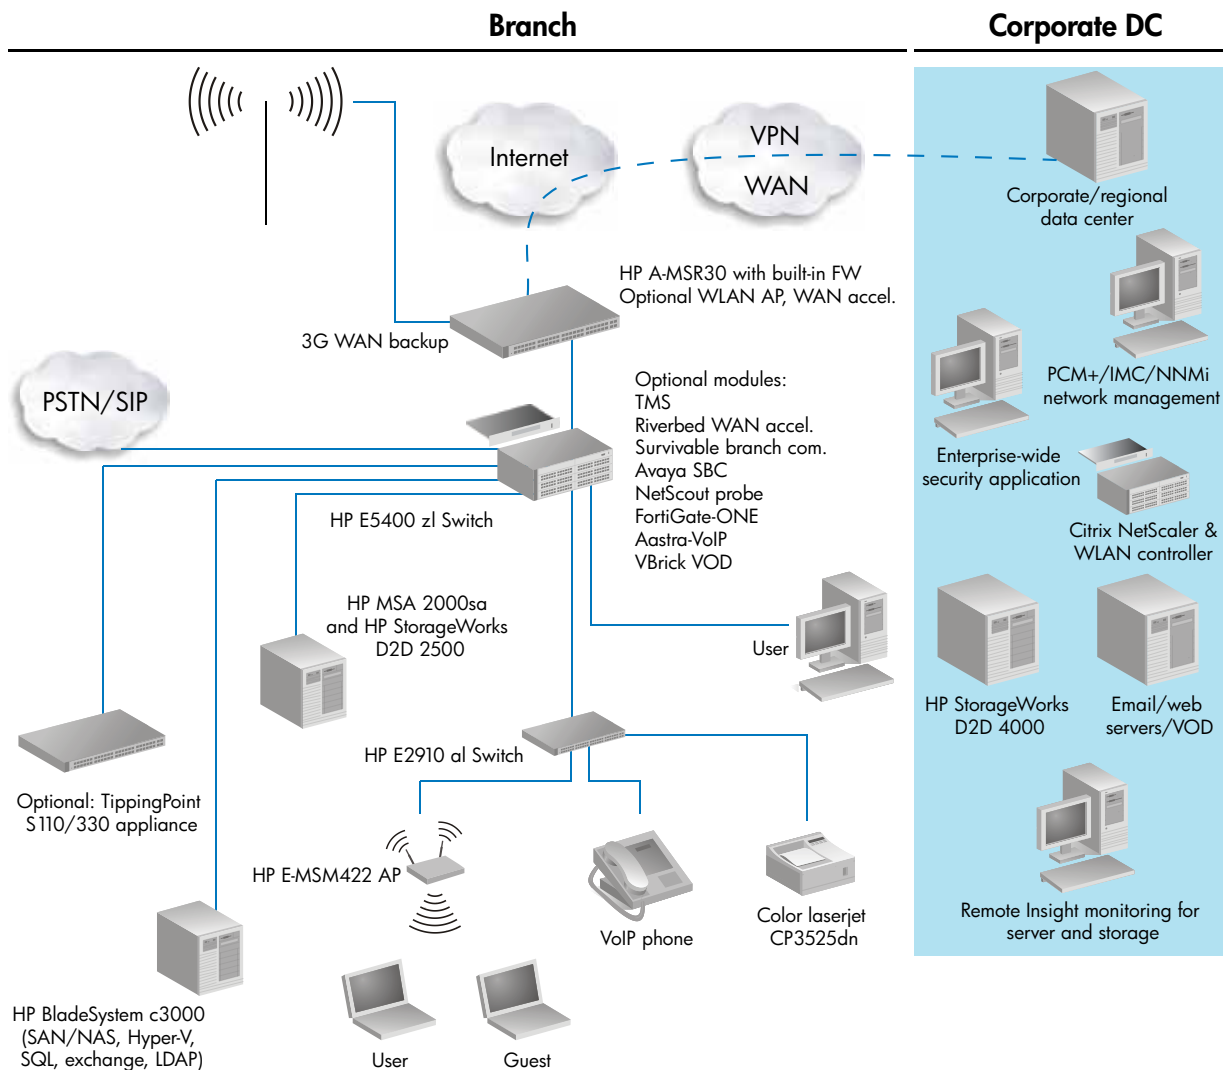 Branch
Corporate DC
Internet
VPN
WAN
Corporate/regional
data center
HP A-MSR30 with built-in FW
Optional WLAN AP, WAN accel.
3G WAN backup
PSTN/SIP
Optional modules:
TMS
Riverbed WAN accel.
Survivable branch com.
Avaya SBC
NetScout probe
FortiGate-ONE
Aastra-VoIP
VBrick VOD
PCM+/IMC/NNMi
network management
Enterprise-wide
security application
HP E5400 zl Switch
Citrix NetScaler &
WLAN controller
HP MSA 2000sa
and HP StorageWorks
D2D 2500
User
HP StorageWorks
D2D 4000
Email/web
servers/VOD
HP E2910 al Switch
Optional: TippingPoint
S110/330 appliance
HP E-MSM422 AP
VoIP phone
Color laserjet
CP3525dn
Remote Insight monitoring for
server and storage
HP BladeSystem c3000
(SAN/NAS, Hyper-V,
SQL, exchange, LDAP)
User
Guest